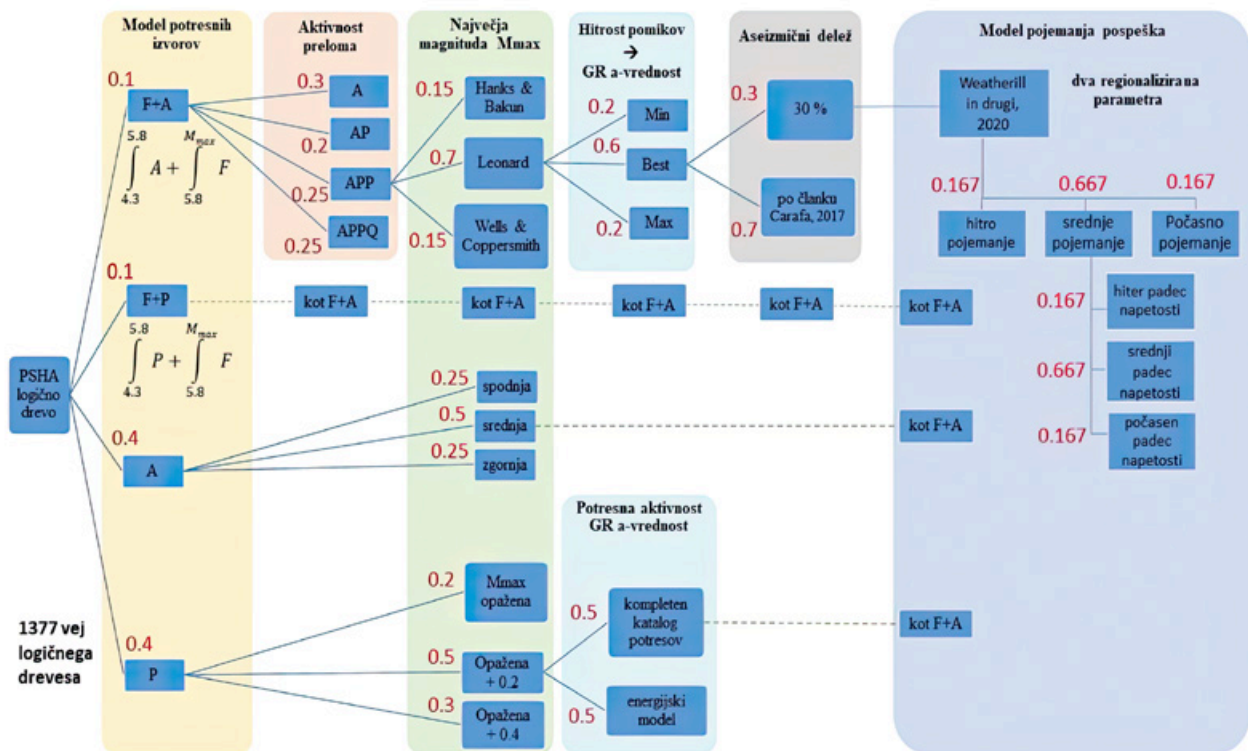 Model potresnih
izvorov
Aktivnost
preloma
Največja
magnituda Mmax
Hitrost pomikov
→
GR a-vrednost
Aseizmični delež
Model pojemanja pospeška
0.1
F+A
5.8
∫ A +
4.3
Mmax
∫ F
5.8
0.3
A
AP
0.2
APP
0.25
APPQ
0.25
0.15
Hanks &
Bakun
0.7
Leonard
Wells &
Coppersmith
0.15
0.2
Min
0.6
Best
Max
0.2
0.3
30 %
po članku
Carafa, 2017
0.7
Weatherill
in drugi,
2020
dva regionalizirana
parametra
0.167
0.667
0.167
hitro
pojemanje
srednje
pojemanje
Počasno
pojemanje
0.167
hiter padec
napetosti
0.667
srednji
padec
napetosti
0.167
počasen
padec
napetosti
0.1
F+P
kot F+A
kot F+A
kot F+A
kot F+A
kot F+A
5.8
∫ P +
4.3
Mmax
∫ F
5.8
PSHA
logično
drevo
0.4
A
0.25
spodnja
0.5
srednja
0.25
zgornja
kot F+A
Potresna aktivnost
GR a-vrednost
1377 vej
logičnega
drevesa
0.4
P
0.2
Mmax
opažena
0.5
Opažena
+ 0.2
0.3
Opažena
+ 0.4
0.5
kompleten
katalog
potresov
0.5
energijski
model
kot F+A